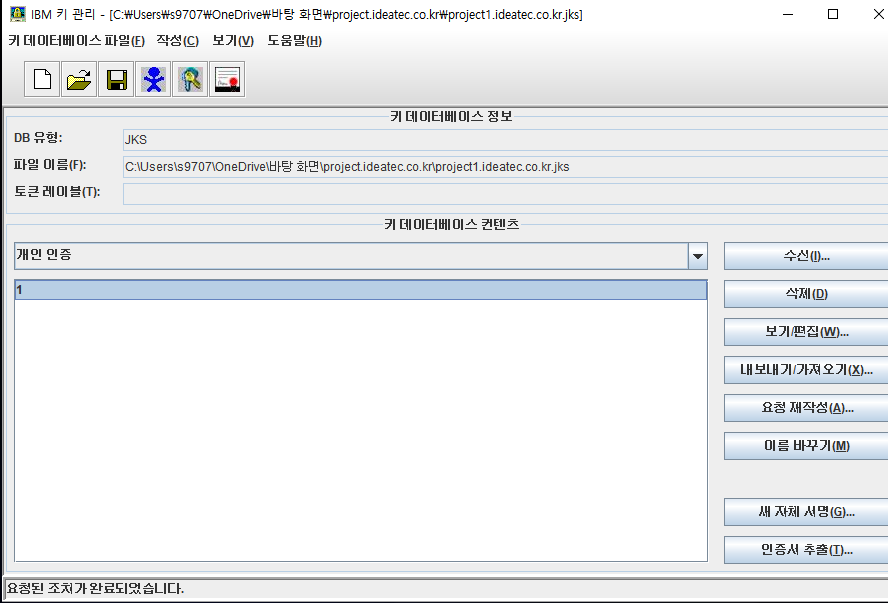 IBM 키 관리 - [C:₩Users₩s9707₩OneDrive₩바탕 화면₩project.ideatec.co.kr₩project1.ideatec.co.kr.jks]
키 데이터베이스 파일(F) 작성(C) 보기(V) 도움말(H)
키 데이터베이스 정보
DB 유형: JKS
파일 이름(F): C:\Users\s9707\OneDrive\바탕 화면\project.ideatec.co.kr\project1.ideatec.co.kr.jks
토큰 레이블(T):
키 데이터베이스 컨텐츠
개인 인증
수신(I)...
1
삭제(D)
보기/편집(W)...
내보내기/가져오기(X)...
요청 재작성(A)...
이름 바꾸기(M)
새 자체 서명(G)...
인증서 추출(T)...
요청된 조처가 완료되었습니다.